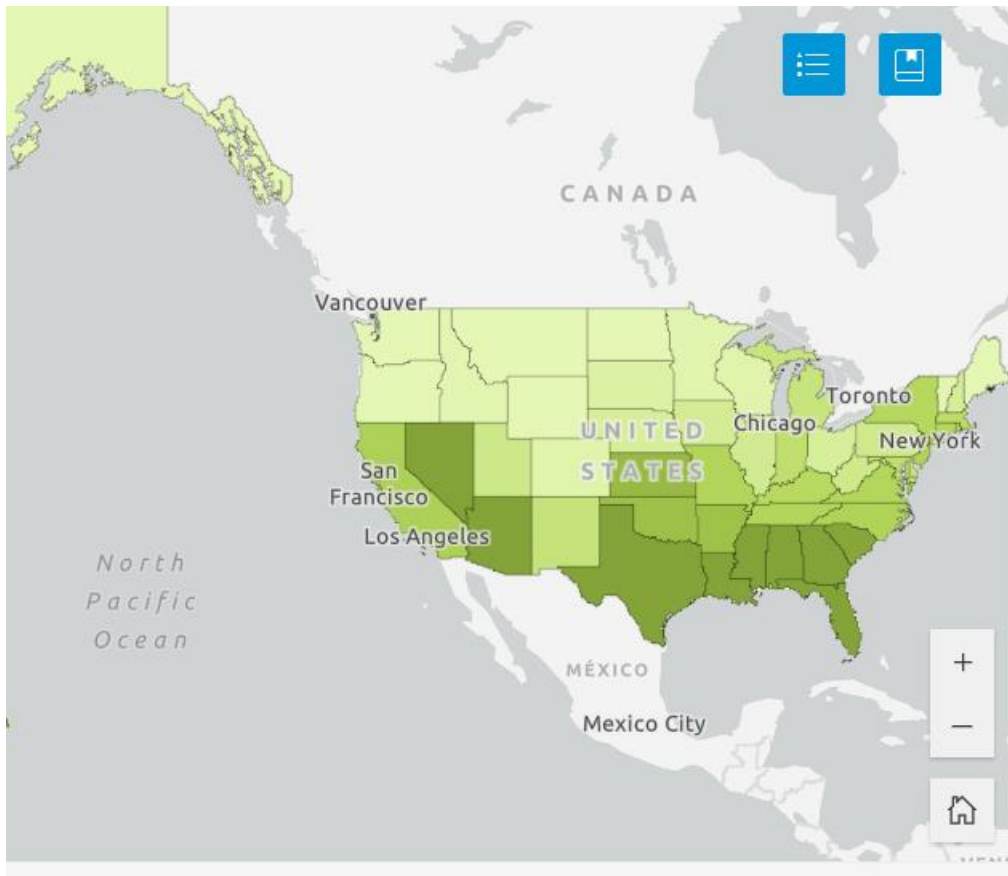 CANADA
Vancouver
Toronto
Chicago
UNITED
STATES
New York
San
Francisco
Los Angeles
North
Pacific
Ocean
MÉXICO
Mexico City
+
−